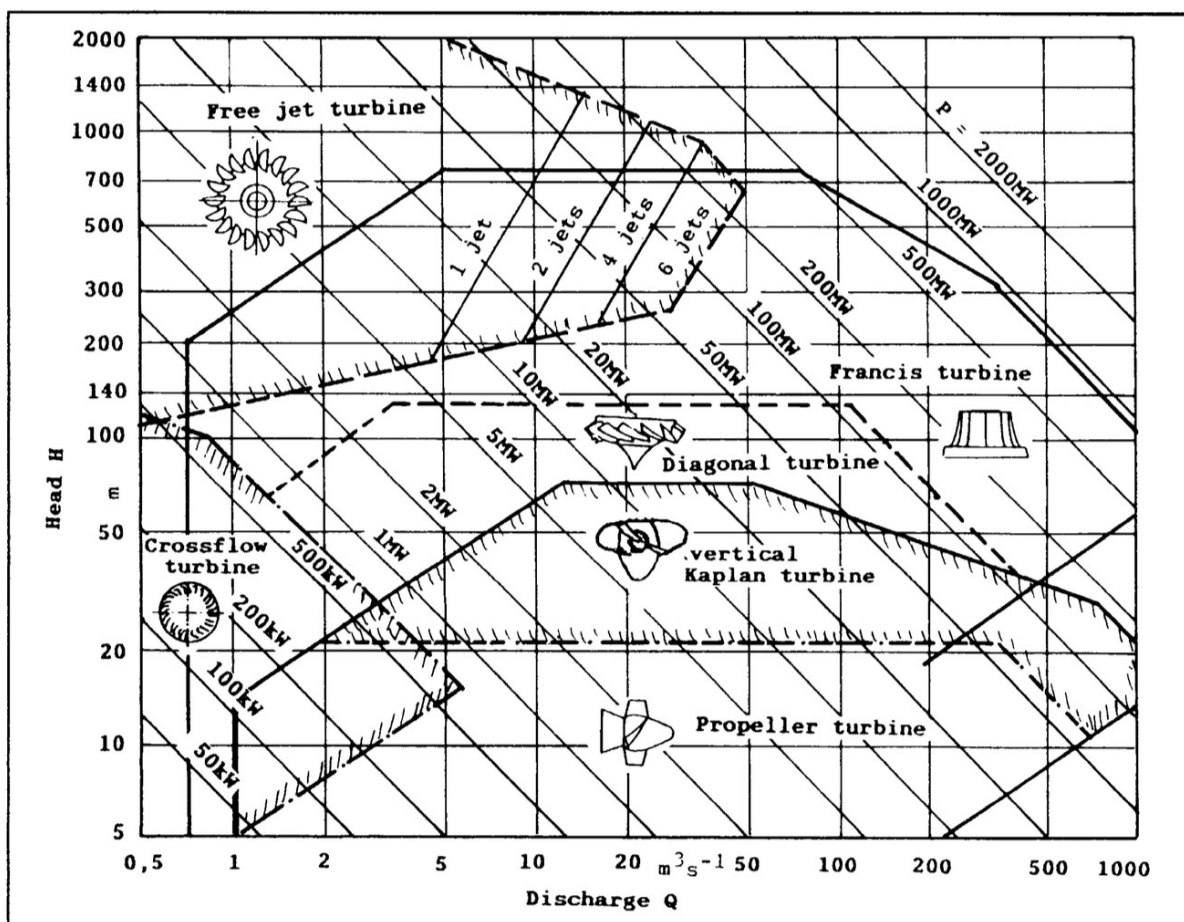 2000
1400
1000
700
500
300
200
140
100
50
20
10
5
Head H
m
Free jet turbine
P = 2000MW
1000MW
500MW
200MW
100MW
50MW
20MW
10MW
5MW
2MW
1MW
500kW
200kW
100kW
50kW
1 jet
2 jets
4 jets
6 jets
Francis turbine
Diagonal turbine
Crossflow
turbine
vertical
Kaplan turbine
Propeller turbine
0,5 1 2 5 10 20 m³s⁻¹ 50 100 200 500 1000
Discharge Q